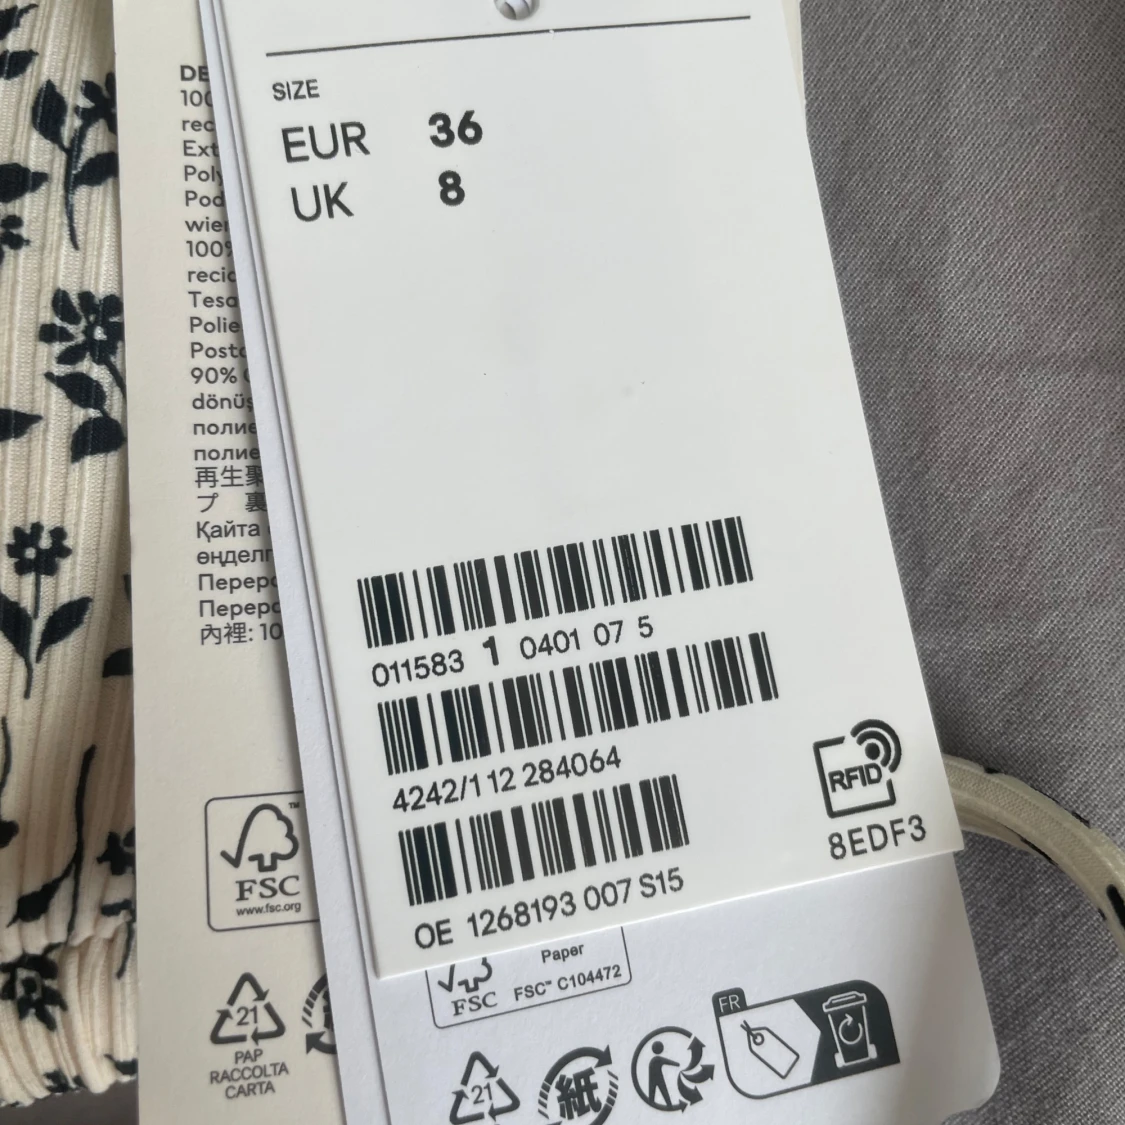 SIZE
EUR 36
UK 8
011583 1 0401 07 5
4242/1 12 284064
OE 1268193 007 S15
RFID
8EDF3
DE
100
rec
Ext
Poly
Pod
wier
100%
recic
Tesa
Polie
Posto
90%
dönüş
полие
полие
再生聚
プ 裏
Қайта
өңделг
Перер
Перер
內裡: 10
FSC
www.fsc.org
21
PAP
RACCOLTA
CARTA
Paper
FSC
FSC™ C104472
FR
21
紙